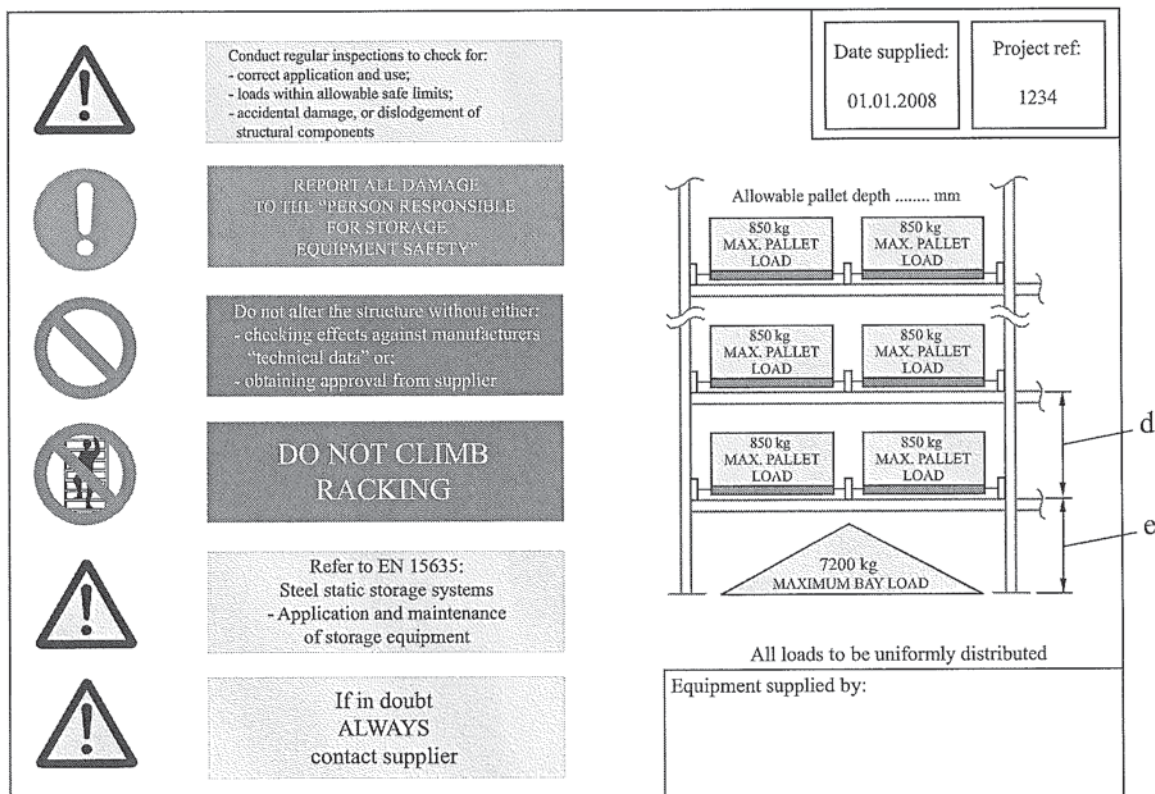 Conduct regular inspections to check for:
- correct application and use;
- loads within allowable safe limits;
- accidental damage, or dislodgement of
structural components
REPORT ALL DAMAGE
TO THE “PERSON RESPONSIBLE
FOR STORAGE
EQUIPMENT SAFETY”
Do not alter the structure without either:
- checking effects against manufacturers
“technical data” or;
- obtaining approval from supplier
DO NOT CLIMB
RACKING
Refer to EN 15635:
Steel static storage systems
- Application and maintenance
of storage equipment
If in doubt
ALWAYS
contact supplier
Date supplied:
01.01.2008
Project ref:
1234
Allowable pallet depth ........ mm
850 kg
MAX. PALLET
LOAD
850 kg
MAX. PALLET
LOAD
850 kg
MAX. PALLET
LOAD
850 kg
MAX. PALLET
LOAD
850 kg
MAX. PALLET
LOAD
850 kg
MAX. PALLET
LOAD
d
e
7200 kg
MAXIMUM BAY LOAD
All loads to be uniformly distributed
Equipment supplied by: